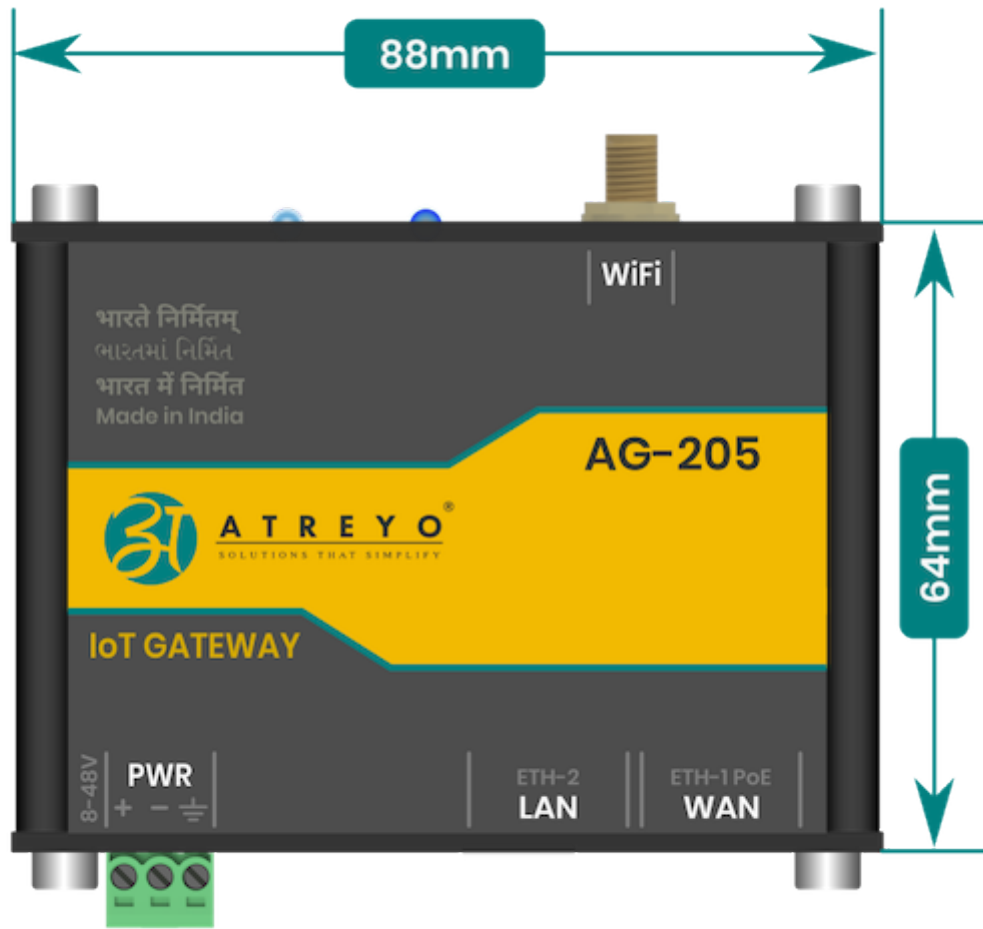 88mm
WiFi
भारते निर्मितम्
ભારતમાં નિર્મિત
भारत में निर्मित
Made in India
AG-205
64mm
अ
ATREYO®
SOLUTIONS THAT SIMPLIFY
IoT GATEWAY
8-48V
PWR
+ −
ETH-2
LAN
ETH-1 PoE
WAN